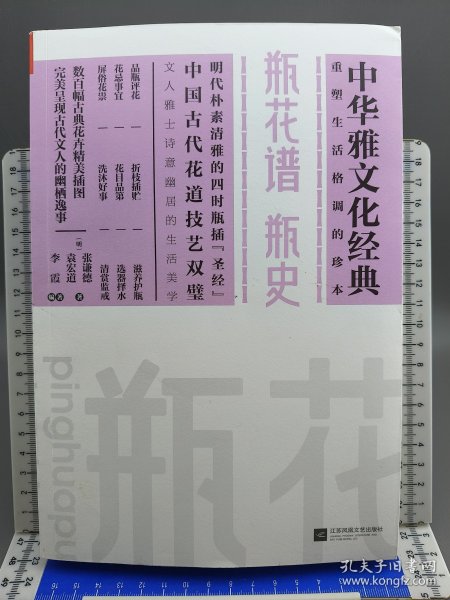 中华雅文化经典
重塑生活格调的珍本
瓶花谱 瓶史
明代朴素清雅的四时瓶插『圣经』
中国古代花道技艺双璧
文人雅士诗意幽居的生活美学
品瓶评花 — 折枝插贮 — 滋养护瓶
花忌事宜 — 花目品第 — 选器择水
屏俗花祟 — 洗沐好事 — 清赏监戒
数百幅古典花卉精美插图
完美呈现古代文人的幽栖逸事
(明) 张谦德 袁宏道 著
李霞 编著
瓶花
pinghuapu
江苏凤凰文艺出版社
孔夫子旧书网
www.kongfz.com